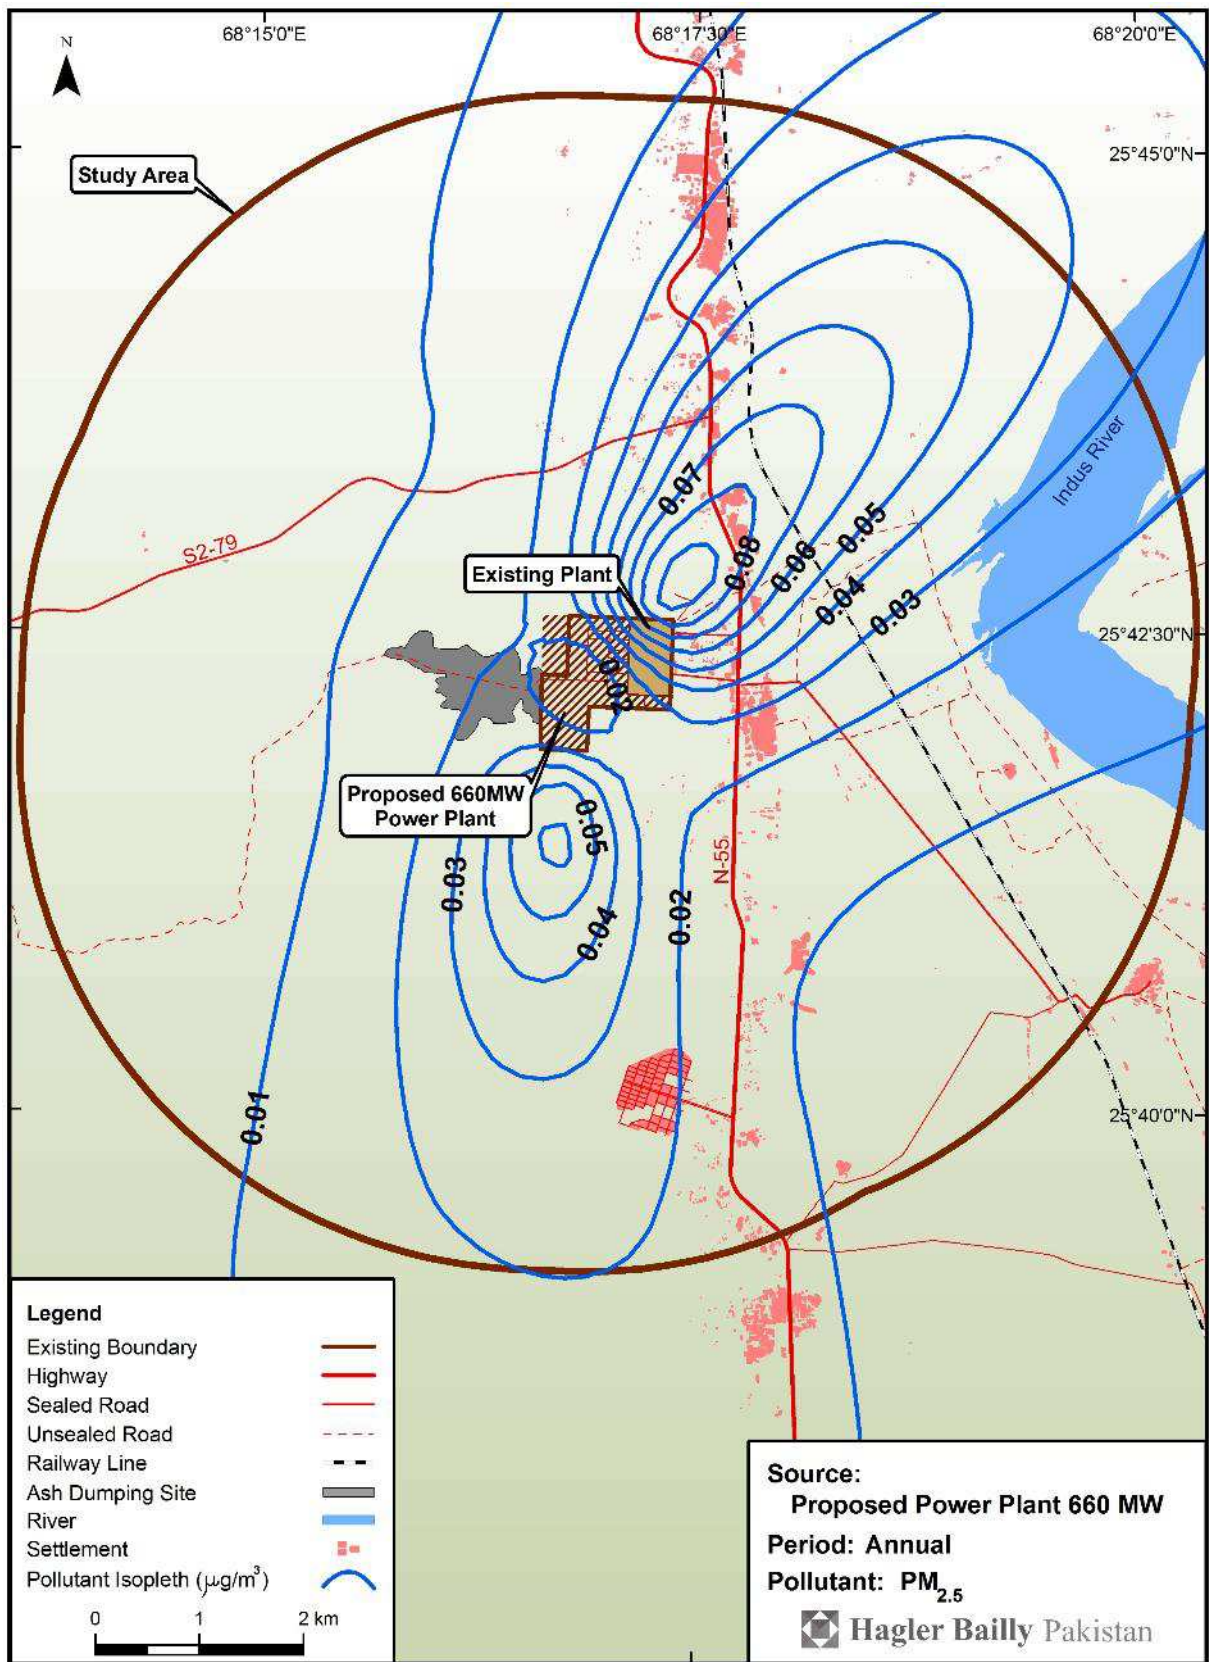 N
68°15'0"E
68°17'30"E
68°20'0"E
25°45'0"N
Study Area
Indus River
0.07
S2-79
0.08
0.06
0.05
Existing Plant
0.04
0.03
25°42'30"N
0.02
Proposed 660MW
Power Plant
0.05
0.03
N-55
0.04
0.02
0.01
25°40'0"N
Legend
Existing Boundary
Highway
Sealed Road
Unsealed Road
Railway Line
Ash Dumping Site
River
Settlement
Pollutant Isopleth (µg/m³)
0 1 2 km
Source:
Proposed Power Plant 660 MW
Period: Annual
Pollutant: PM2.5
Hagler Bailly Pakistan